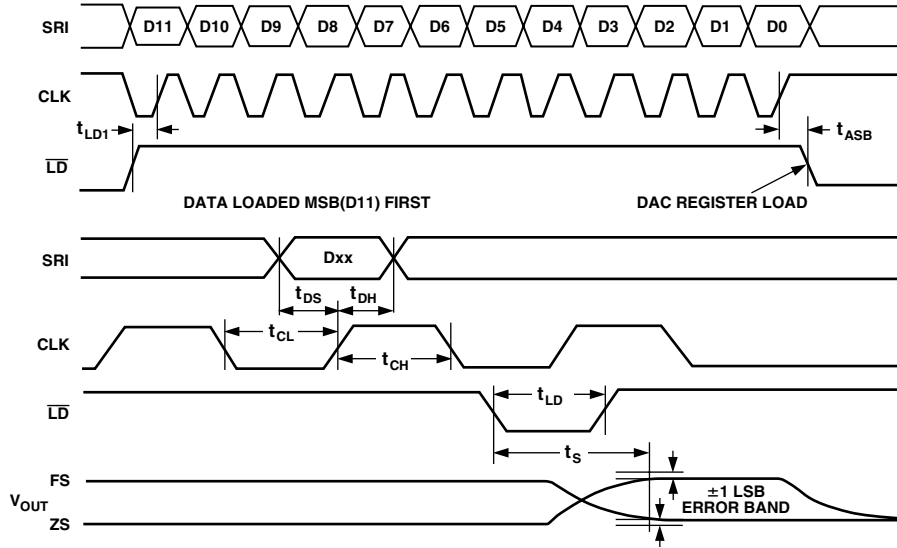 SRI D11 D10 D9 D8 D7 D6 D5 D4 D3 D2 D1 D0
CLK
tLD1 tASB
LD
DATA LOADED MSB(D11) FIRST DAC REGISTER LOAD
SRI Dxx
tDS tDH
CLK tCL
tCH
LD tLD
tS
FS
VOUT ±1 LSB
ERROR BAND
ZS